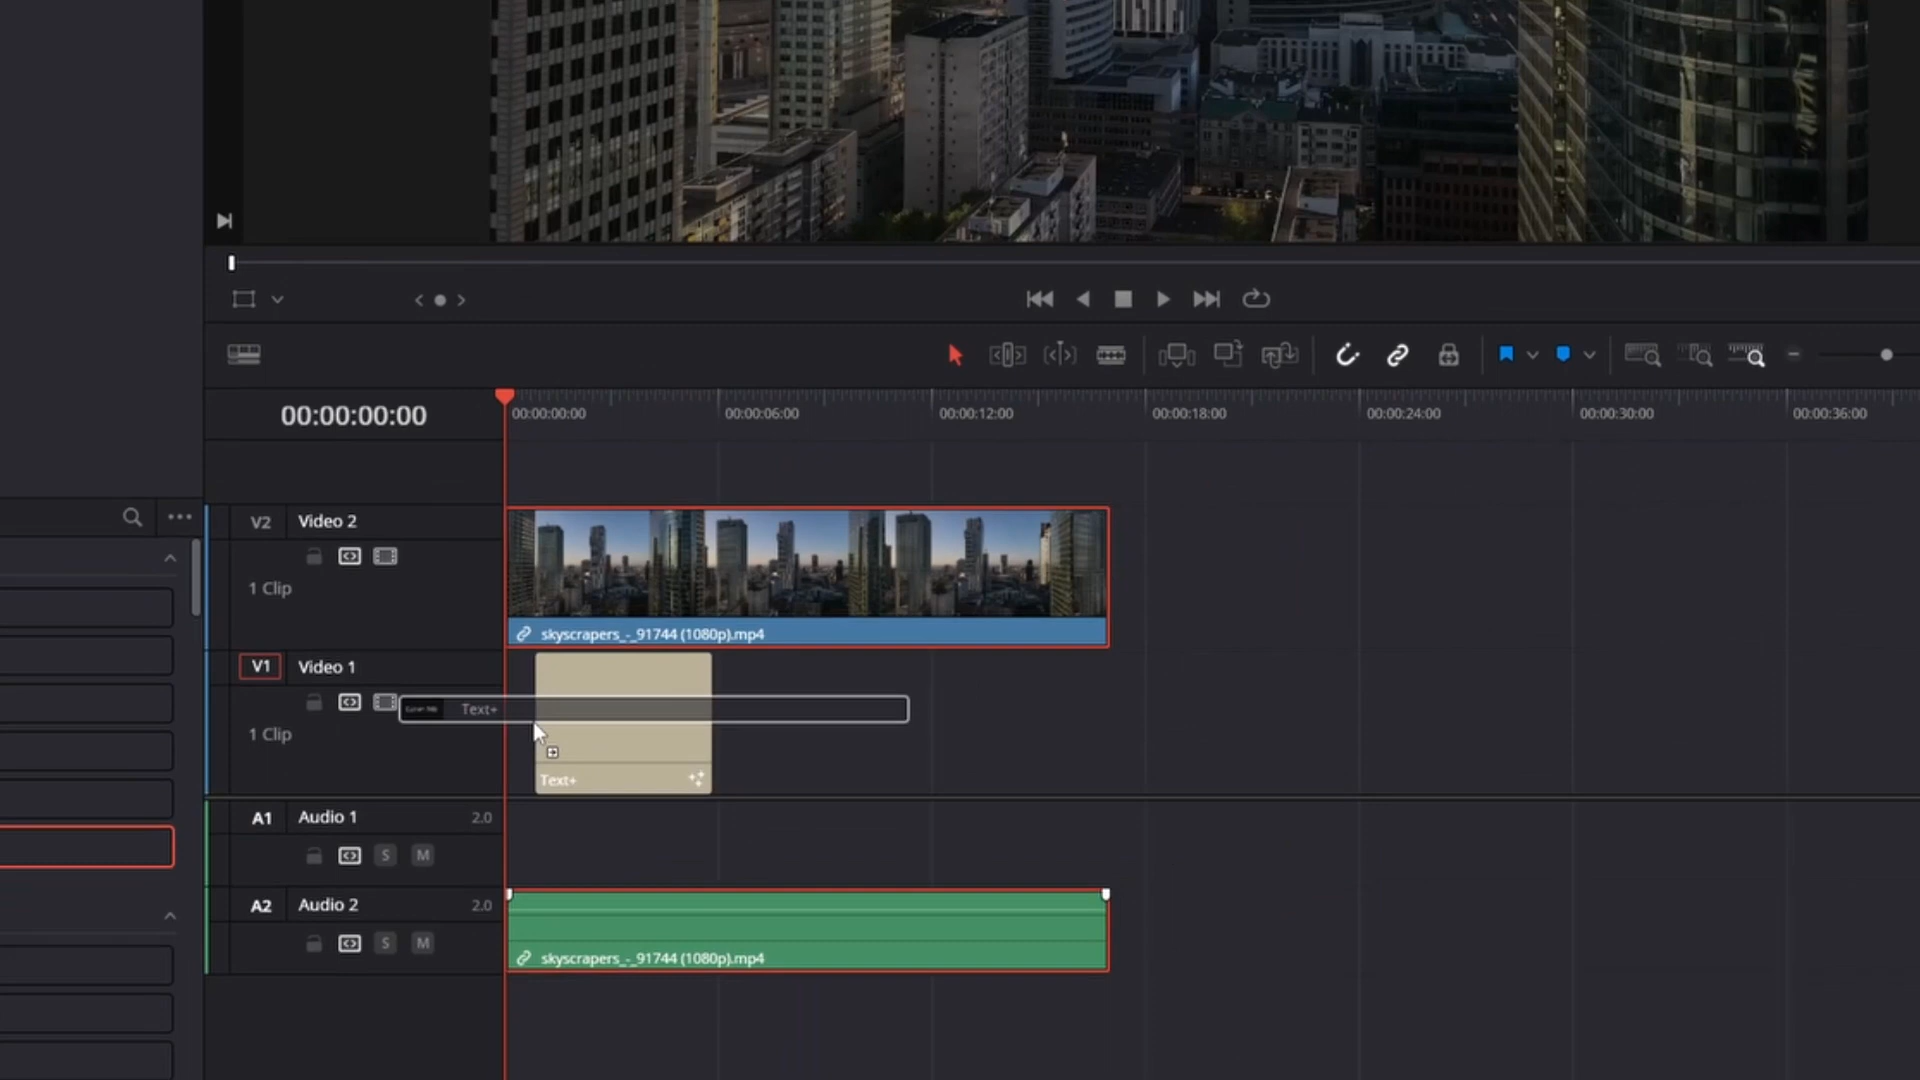 00:00:00:00
00:00:00:00
00:00:06:00
00:00:12:00
00:00:18:00
00:00:24:00
00:00:30:00
00:00:36:00
V2 Video 2
1 Clip
skyscrapers_-_91744 (1080p).mp4
V1 Video 1
Text+
1 Clip
Text+
A1 Audio 1 2.0
S M
A2 Audio 2 2.0
S M
skyscrapers_-_91744 (1080p).mp4